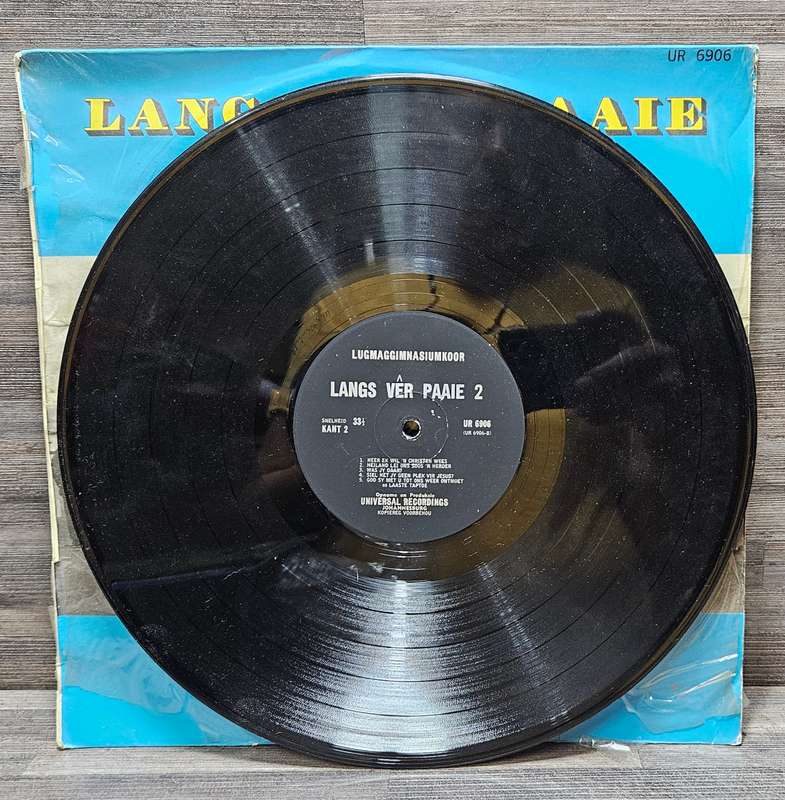 UR 6906
LANG AAIE
LUGMAGGIMNASIUMKOOR
LANGS VÊR PAAIE 2
SNELHEID 33⅓
KANT 2
UR 6906
(UR 6906-B)
1. HEER EK WIL 'N CHRISTEN WEES
2. HEILAND LEI ONS SOOS 'N HERDER
3. WAS JY DAAR?
4. SIEL HET JY GEEN PLEK VIR JESUS?
5. GOD SY MET U TOT ONS WEER ONTMOET
en LAASTE TAPTOE
Opname en Produksie
UNIVERSAL RECORDINGS
JOHANNESBURG
KOPIEREG VOORBEHOU